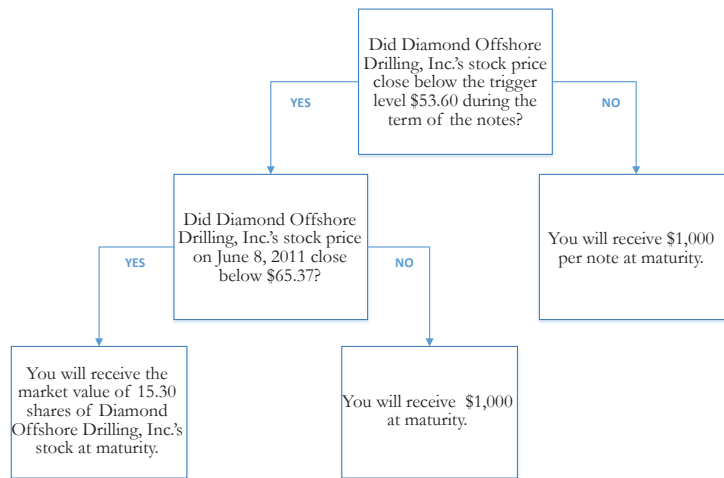 Did Diamond Offshore
Drilling, Inc.'s stock price
close below the trigger
level $53.60 during the
term of the notes?
YES
NO
Did Diamond Offshore
Drilling, Inc.'s stock price
on June 8, 2011 close
below $65.37?
You will receive $1,000
per note at maturity.
YES
NO
You will receive the
market value of 15.30
shares of Diamond
Offshore Drilling, Inc.'s
stock at maturity.
You will receive $1,000
at maturity.